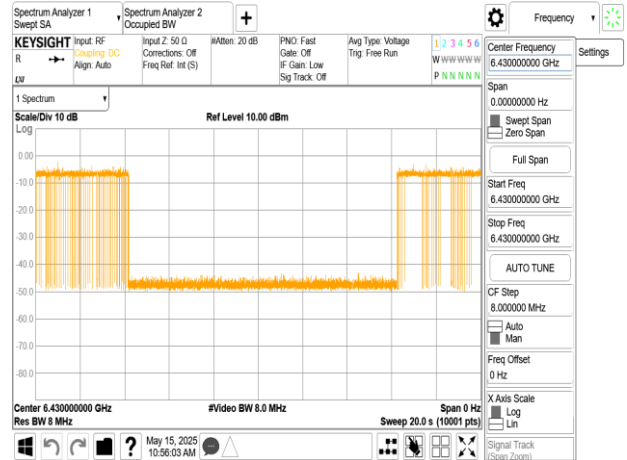 Spectrum Analyzer 1
Swept SA
Spectrum Analyzer 2
Occupied BW
+
Frequency
KEYSIGHT
R
LXI
Input: RF
Coupling: DC
Align: Auto
Input Z: 50 Ω
Corrections: Off
Freq Ref: Int (S)
#Atten: 20 dB
PNO: Fast
Gate: Off
IF Gain: Low
Sig Track: Off
Avg Type: Voltage
Trig: Free Run
1 2 3 4 5 6
W W W W W W
P N N N N N
1 Spectrum
Scale/Div 10 dB
Ref Level 10.00 dBm
Log
0.00
-10.0
-20.0
-30.0
-40.0
-50.0
-60.0
-70.0
-80.0
Center 6.430000000 GHz
#Video BW 8.0 MHz
Span 0 Hz
Res BW 8 MHz
Sweep 20.0 s (10001 pts)
May 15, 2025
10:56:03 AM
?
Center Frequency
6.430000000 GHz
Settings
Span
0.00000000 Hz
Swept Span
Zero Span
Full Span
Start Freq
6.430000000 GHz
Stop Freq
6.430000000 GHz
AUTO TUNE
CF Step
8.000000 MHz
Auto
Man
Freq Offset
0 Hz
X Axis Scale
Log
Lin
Signal Track
(Span Zoom)